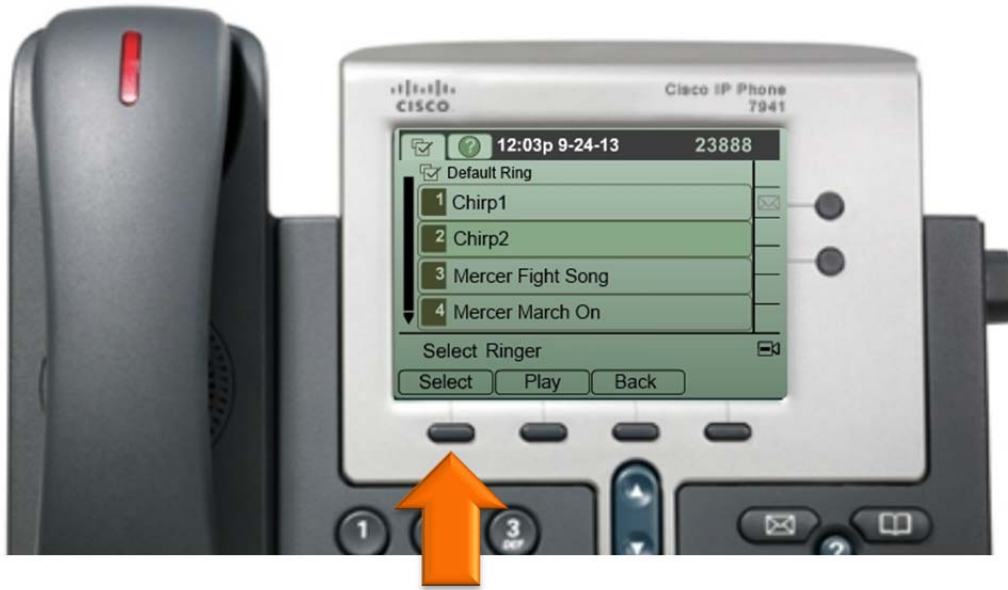 CISCO
Cisco IP Phone
7941
12:03p 9-24-13 23888
Default Ring
1 Chirp1
2 Chirp2
3 Mercer Fight Song
4 Mercer March On
Select Ringer
Select Play Back
1
3
DEF
?